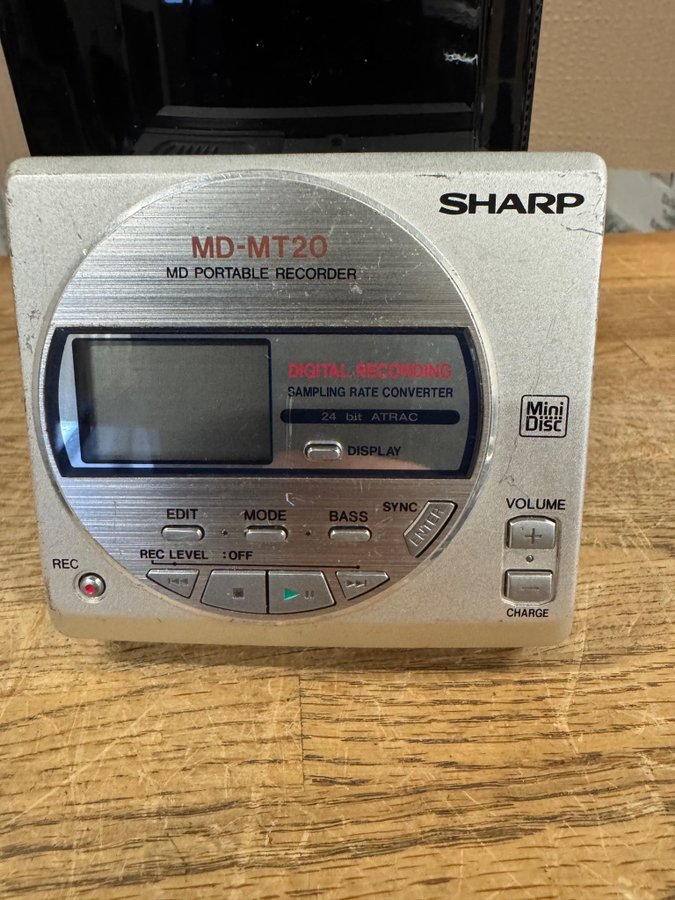 SHARP
MD-MT20
MD PORTABLE RECORDER
DIGITAL RECORDING
SAMPLING RATE CONVERTER
24 bit ATRAC
Mini
Disc
DISPLAY
EDIT
MODE
BASS
SYNC
ENTER
VOLUME
REC LEVEL :OFF
REC
+
−
CHARGE